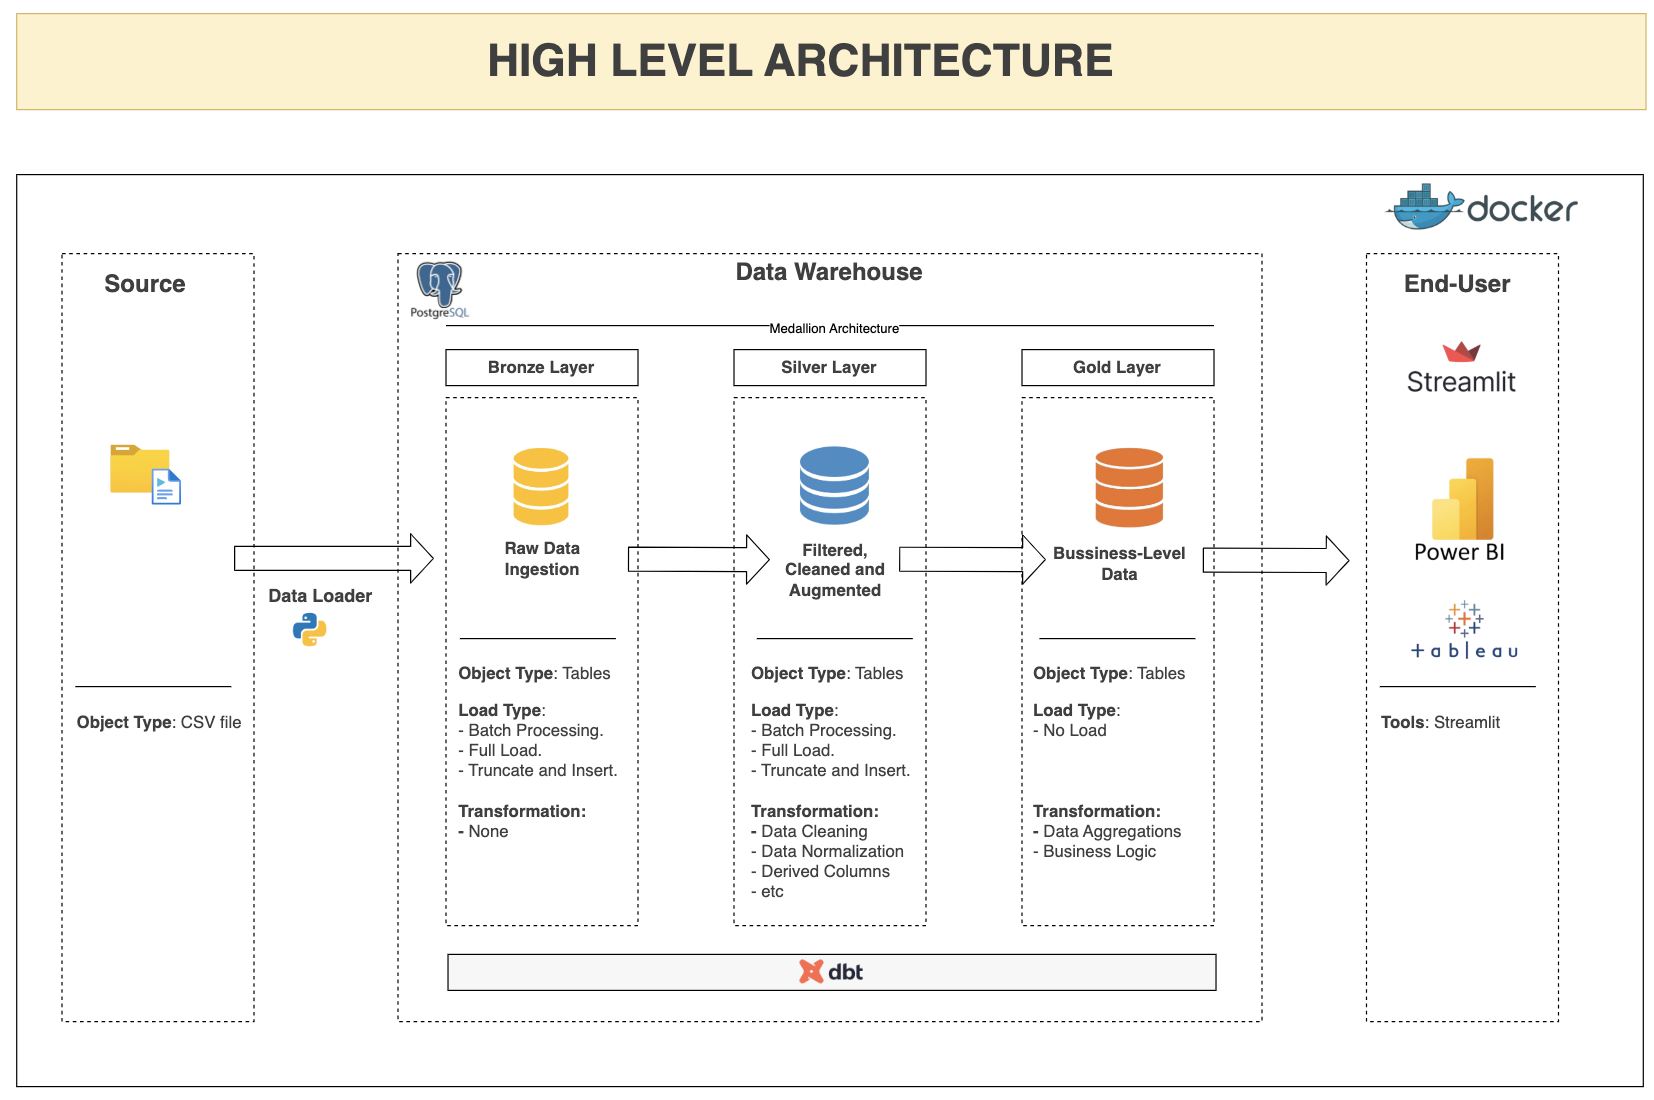 HIGH LEVEL ARCHITECTURE
docker
Source
Object Type: CSV file
Data Loader
PostgreSQL
Data Warehouse
Medallion Architecture
Bronze Layer
Raw Data
Ingestion
Object Type: Tables
Load Type:
- Batch Processing.
- Full Load.
- Truncate and Insert.
Transformation:
- None
Silver Layer
Filtered,
Cleaned and
Augmented
Object Type: Tables
Load Type:
- Batch Processing.
- Full Load.
- Truncate and Insert.
Transformation:
- Data Cleaning
- Data Normalization
- Derived Columns
- etc
Gold Layer
Bussiness-Level
Data
Object Type: Tables
Load Type:
- No Load
Transformation:
- Data Aggregations
- Business Logic
dbt
End-User
Streamlit
Power BI
+ableau
Tools: Streamlit